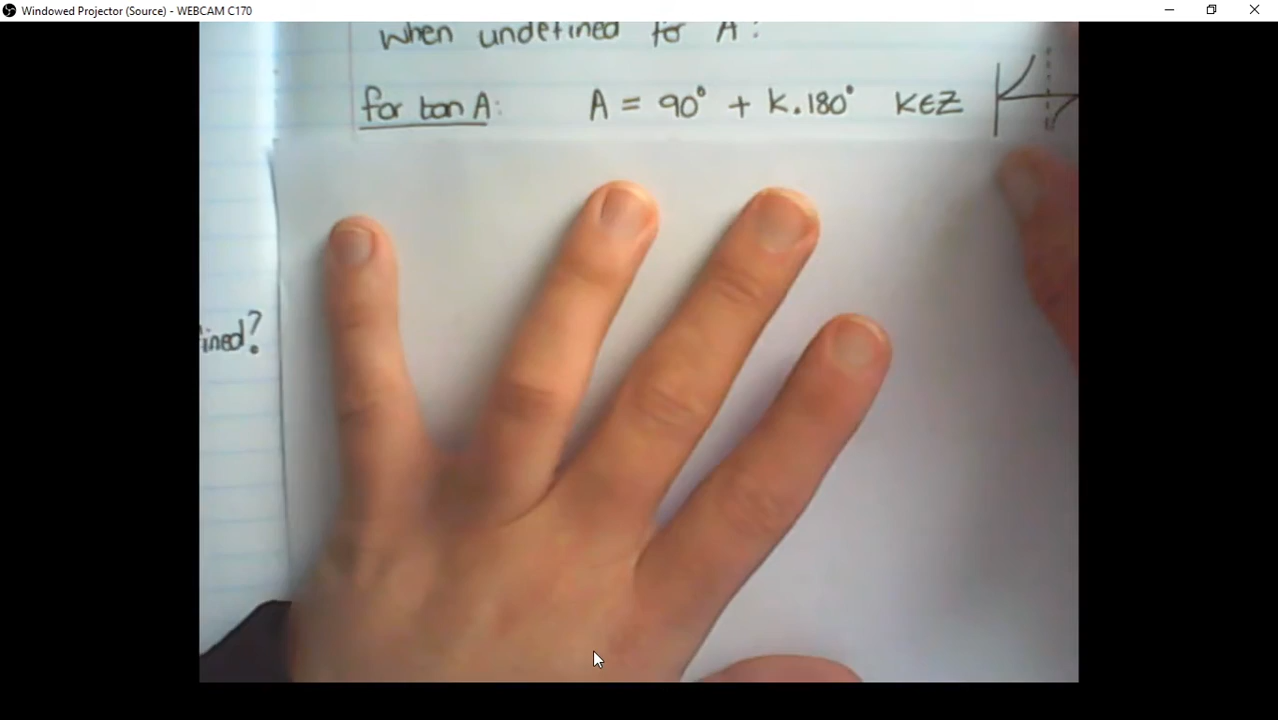 Windowed Projector (Source) - WEBCAM C170
when undefined for A:
for tan A: A = 90° + k.180° k∈Z
ined?